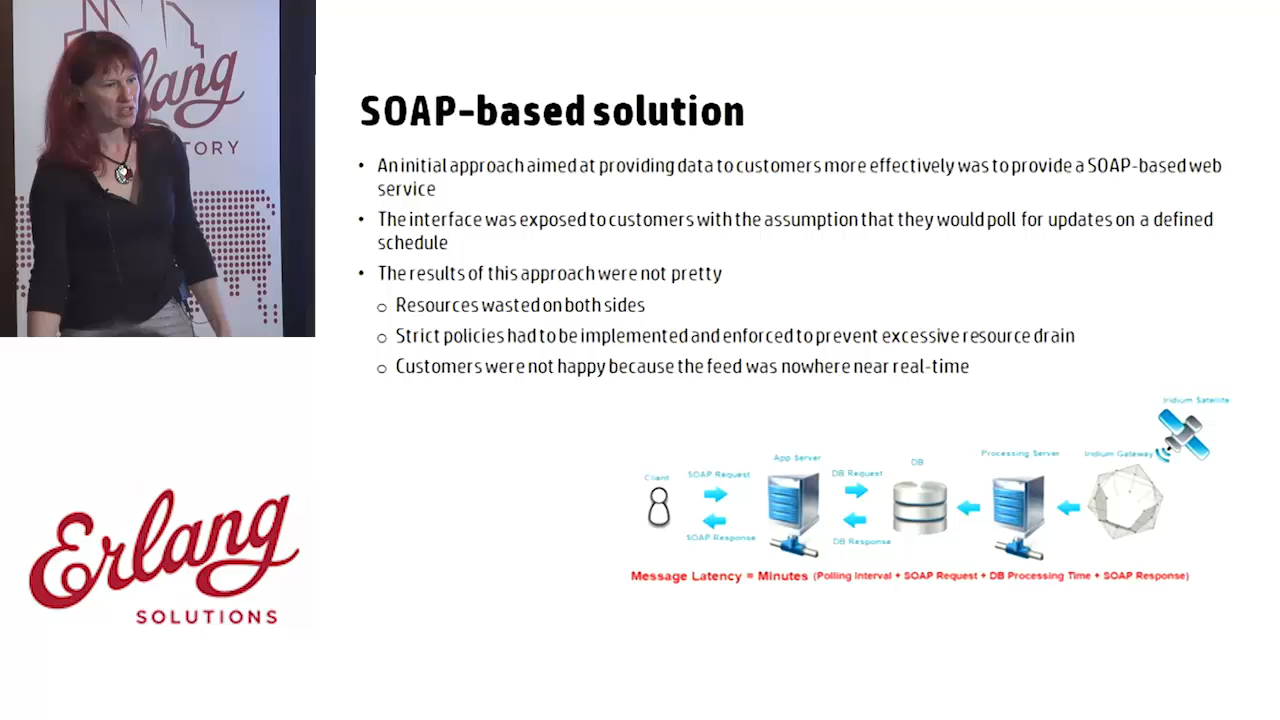 Erlang
TORY
SOAP-based solution
• An initial approach aimed at providing data to customers more effectively was to provide a SOAP-based web
service
• The interface was exposed to customers with the assumption that they would poll for updates on a defined
schedule
• The results of this approach were not pretty
o Resources wasted on both sides
o Strict policies had to be implemented and enforced to prevent excessive resource drain
o Customers were not happy because the feed was nowhere near real-time
Iridium Satellite
Client
SOAP Request
SOAP Response
App Server
DB Request
DB Response
DB
Processing Server
Iridium Gateway
Message Latency = Minutes (Polling Interval + SOAP Request + DB Processing Time + SOAP Response)
Erlang
SOLUTIONS